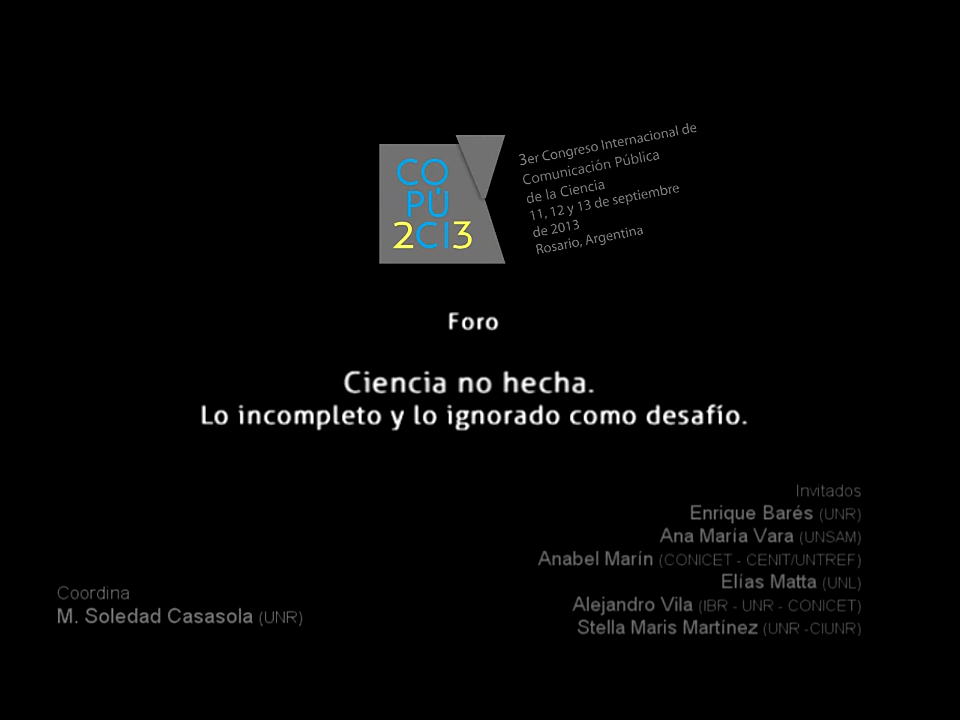 CO
PÚ
2CI3
3er Congreso Internacional de
Comunicación Pública
de la Ciencia
11, 12 y 13 de septiembre
de 2013
Rosario, Argentina
Foro
Ciencia no hecha.
Lo incompleto y lo ignorado como desafío.
Invitados
Enrique Barés (UNR)
Ana María Vara (UNSAM)
Anabel Marín (CONICET - CENIT/UNTREF)
Elías Matta (UNL)
Alejandro Vila (IBR - UNR - CONICET)
Stella Maris Martínez (UNR -CIUNR)
Coordina
M. Soledad Casasola (UNR)